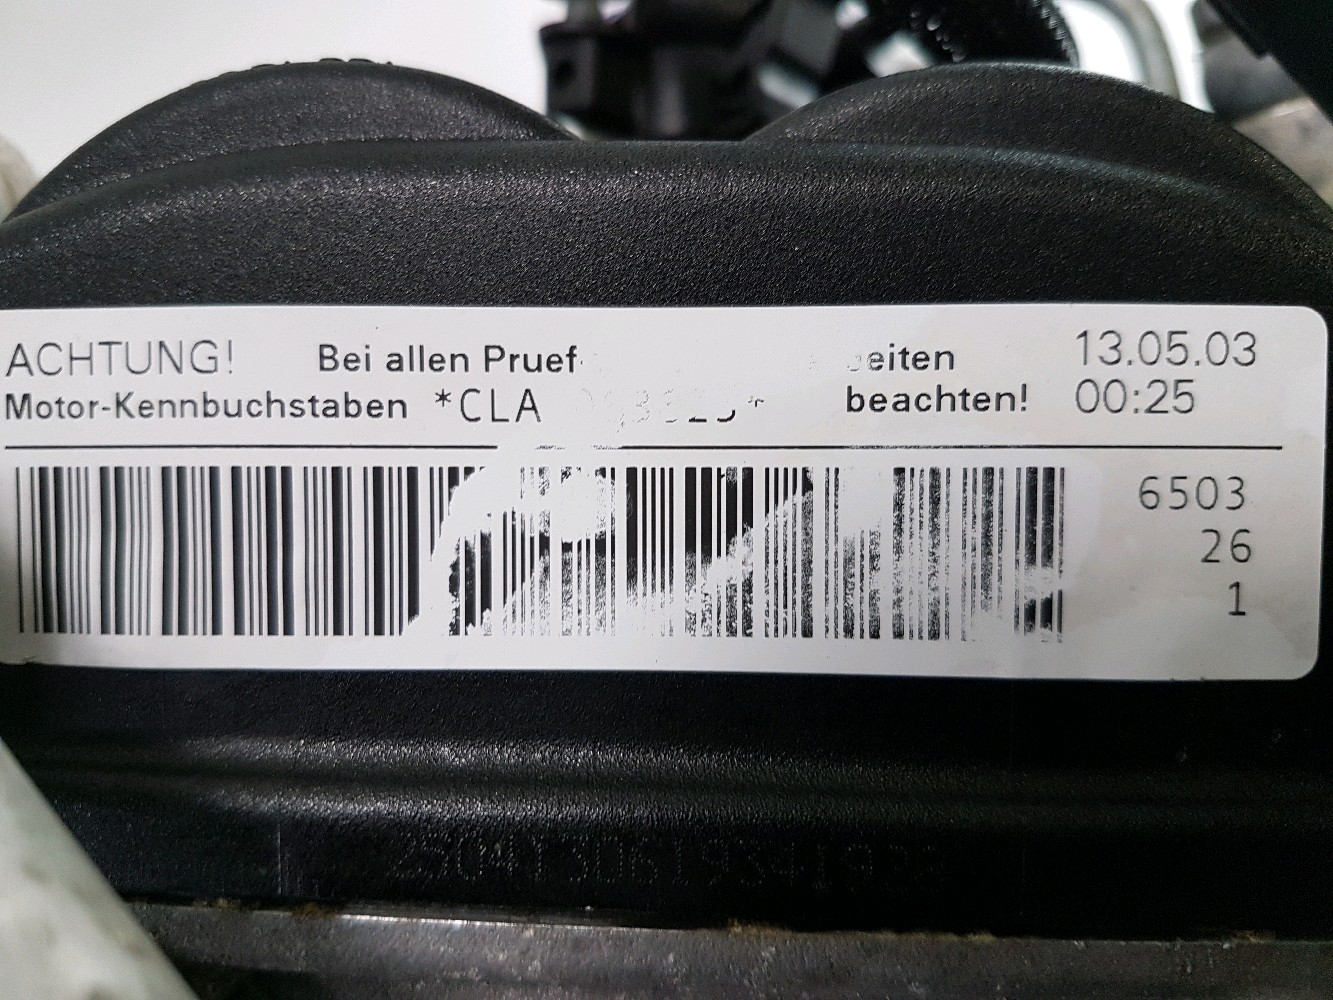 ACHTUNG! Bei allen Pruef eiten 13.05.03
Motor-Kennbuchstaben *CLA beachten! 00:25
6503
26
1